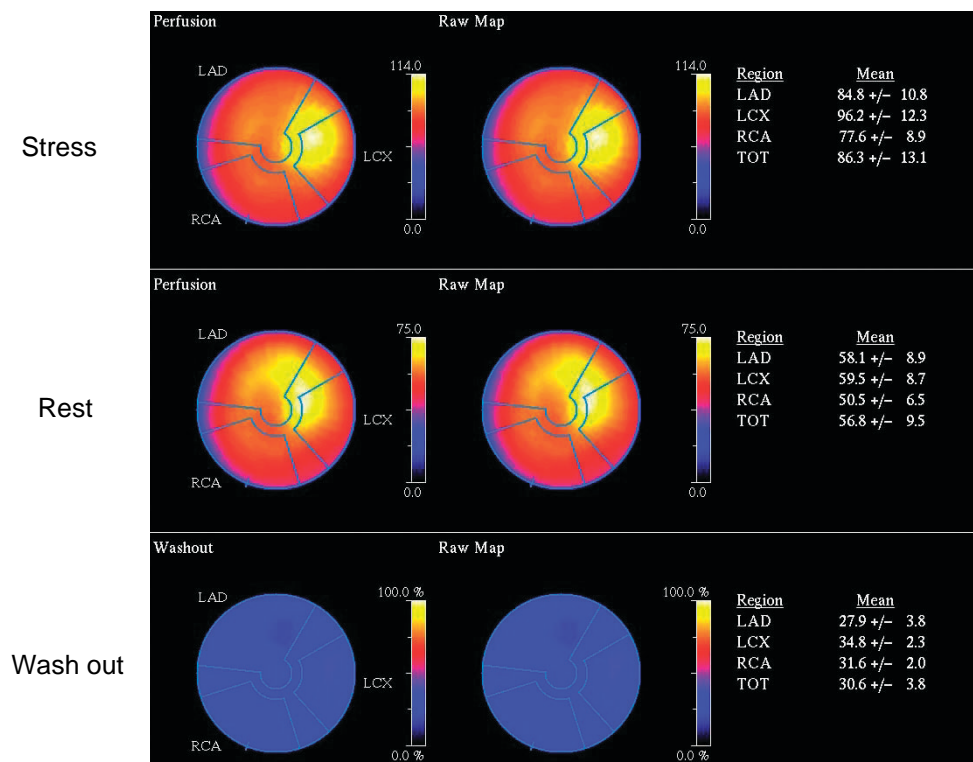 Stress
Perfusion Raw Map
LAD 114.0 114.0
LCX
RCA 0.0 0.0
Region Mean
LAD 84.8 +/- 10.8
LCX 96.2 +/- 12.3
RCA 77.6 +/- 8.9
TOT 86.3 +/- 13.1
Rest
Perfusion Raw Map
LAD 75.0 75.0
LCX
RCA 0.0 0.0
Region Mean
LAD 58.1 +/- 8.9
LCX 59.5 +/- 8.7
RCA 50.5 +/- 6.5
TOT 56.8 +/- 9.5
Wash out
Washout Raw Map
LAD 100.0 % 100.0 %
LCX
RCA 0.0 % 0.0 %
Region Mean
LAD 27.9 +/- 3.8
LCX 34.8 +/- 2.3
RCA 31.6 +/- 2.0
TOT 30.6 +/- 3.8